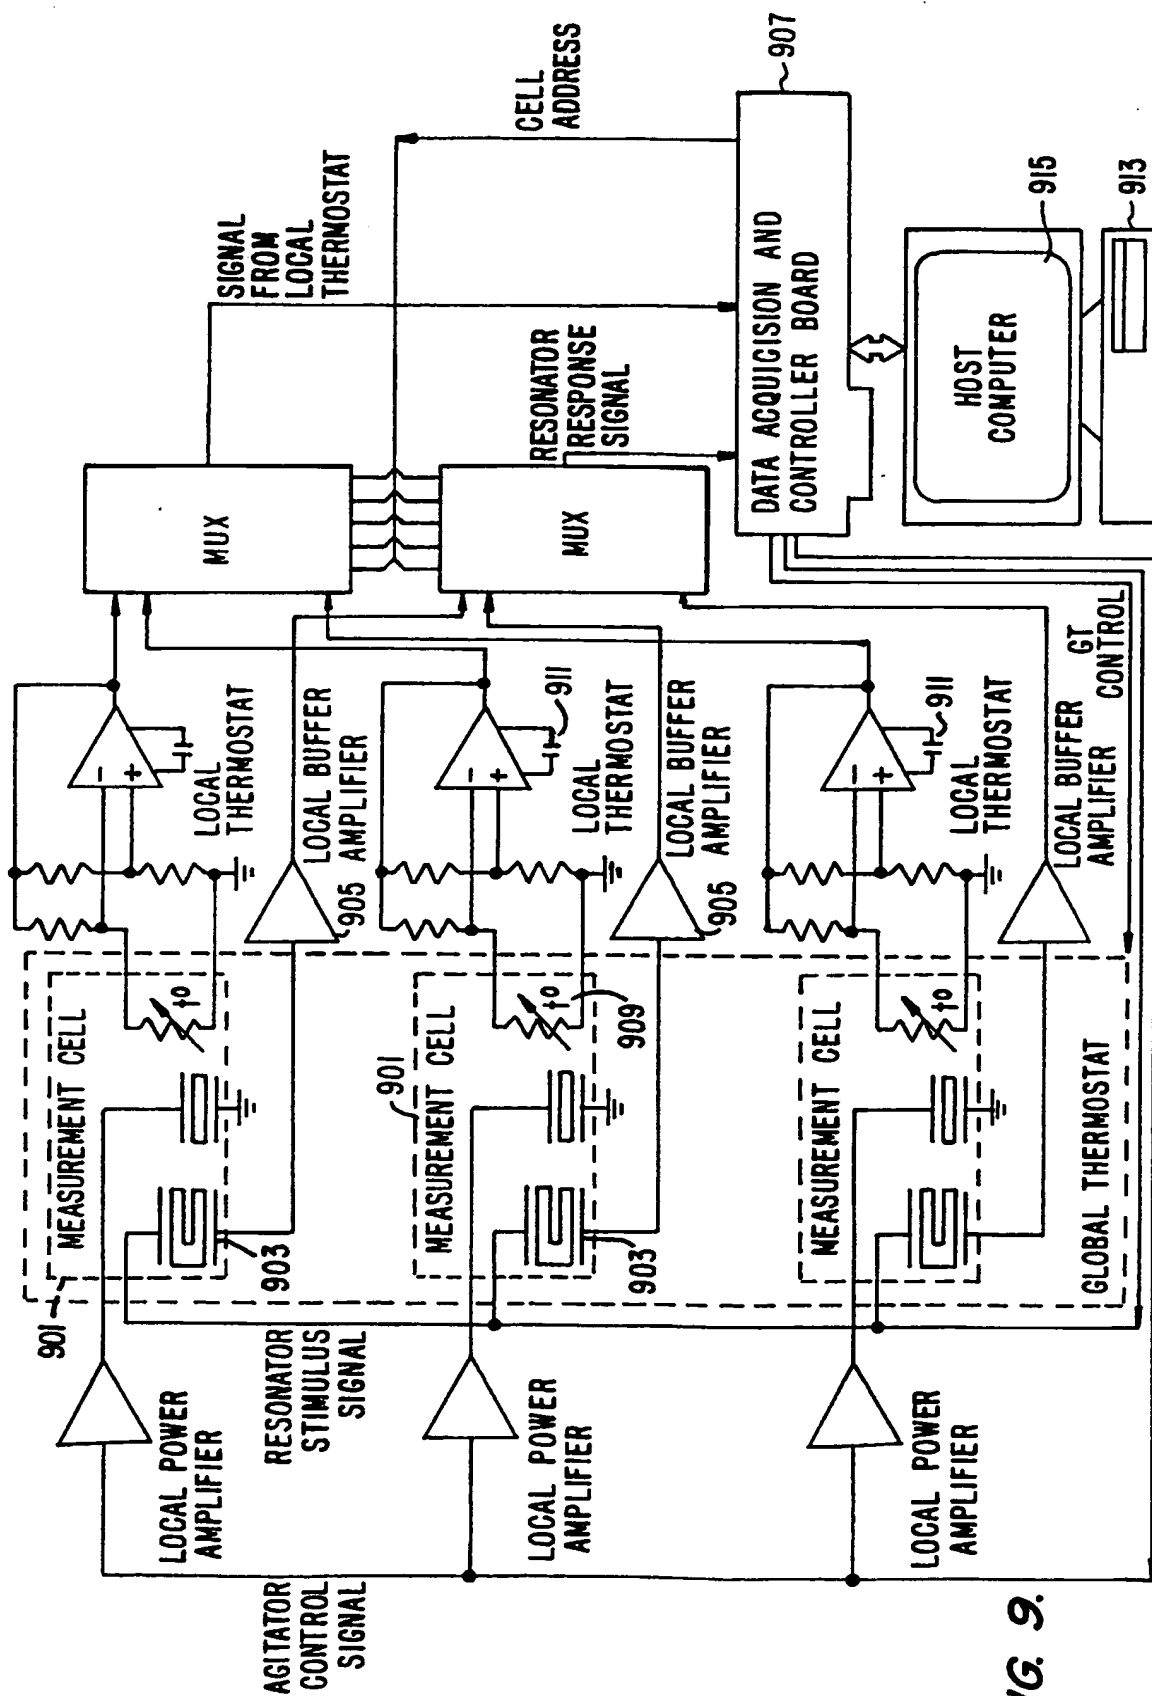 AGITATOR
CONTROL
SIGNAL
LOCAL POWER
AMPLIFIER
RESONATOR
STIMULUS
SIGNAL
LOCAL POWER
AMPLIFIER
LOCAL POWER
AMPLIFIER
901
MEASUREMENT CELL
903
t°
901
MEASUREMENT CELL
903
t°
909
MEASUREMENT CELL
t°
GLOBAL THERMOSTAT
905
LOCAL BUFFER
AMPLIFIER
-
+
LOCAL
THERMOSTAT
905
LOCAL BUFFER
AMPLIFIER
-
+
911
LOCAL
THERMOSTAT
LOCAL BUFFER
AMPLIFIER
-
+
911
LOCAL
THERMOSTAT
GT
CONTROL
MUX
MUX
SIGNAL
FROM
LOCAL
THERMOSTAT
RESONATOR
RESPONSE
SIGNAL
CELL
ADDRESS
907
DATA ACQUICISION AND
CONTROLLER BOARD
HOST
COMPUTER
915
913
IG. 9.